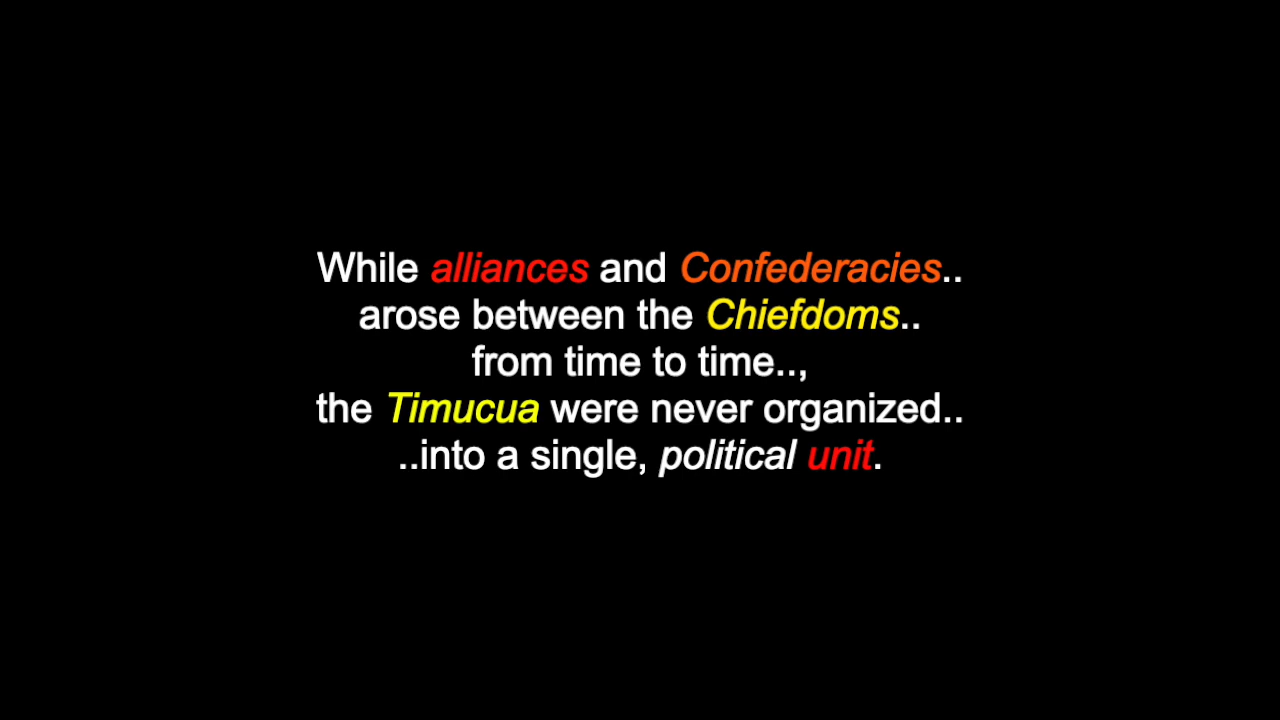 While alliances and Confederacies..
arose between the Chiefdoms..
from time to time..,
the Timucua were never organized..
..into a single, political unit.